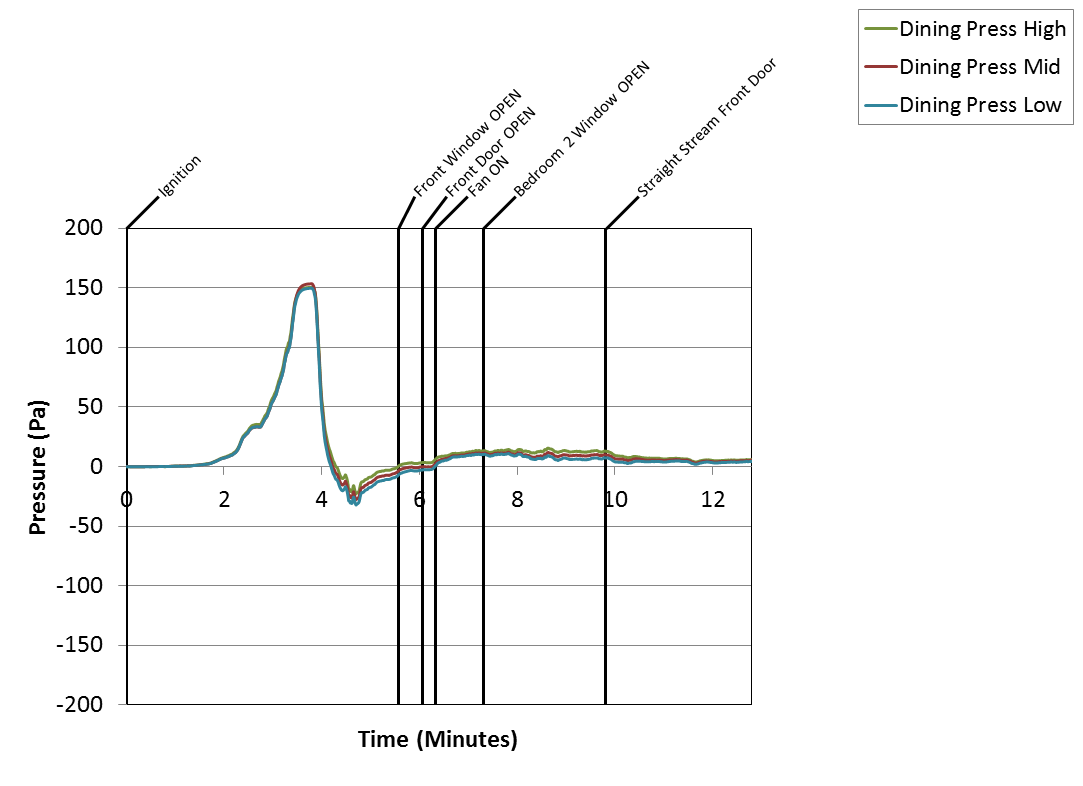 Dining Press High
Dining Press Mid
Dining Press Low
Ignition
Front Window OPEN
Front Door OPEN
Fan ON
Bedroom 2 Window OPEN
Straight Stream Front Door
200
150
100
50
0
-50
-100
-150
-200
0 2 4 6 8 10 12
Pressure (Pa)
Time (Minutes)